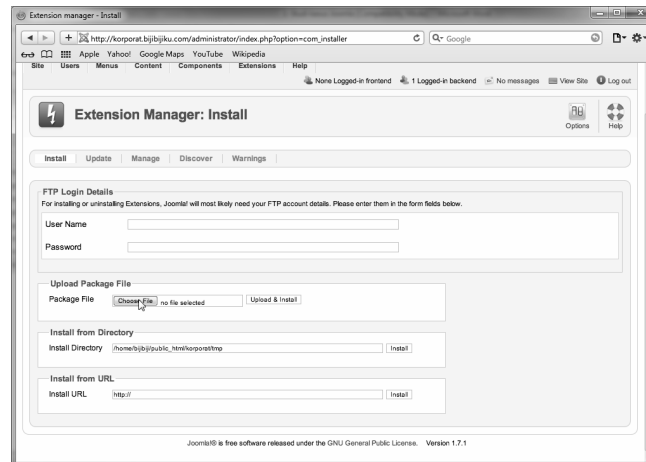 Extension manager - Install
http://korporat.bijibijiku.com/administrator/index.php?option=com_installer
Google
Apple Yahoo! Google Maps YouTube Wikipedia
Site Users Menus Content Components Extensions Help
None Logged-in frontend 1 Logged-in backend No messages View Site Log out
Extension Manager: Install
Options Help
Install Update Manage Discover Warnings
FTP Login Details
For installing or uninstalling Extensions, Joomla! will most likely need your FTP account details. Please enter them in the form fields below.
User Name
Password
Upload Package File
Package File Choose File no file selected Upload & Install
Install from Directory
Install Directory /home/bijibiji/public_html/korporat/tmp Install
Install from URL
Install URL http:// Install
Joomla!® is free software released under the GNU General Public License. Version 1.7.1